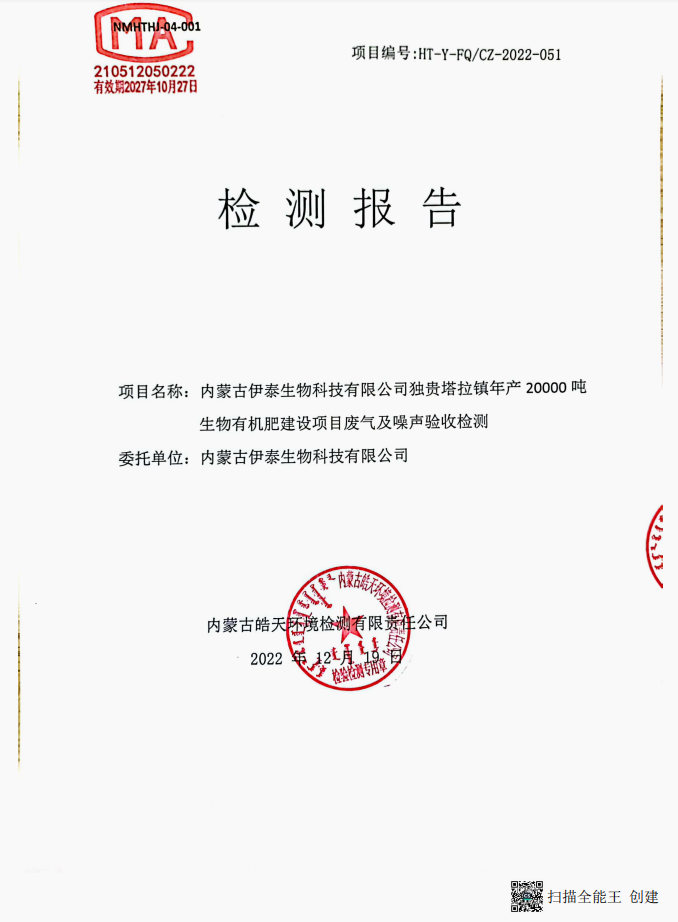 MA
NMHTHJ-04-001
210512050222
有效期2027年10月27日
项目编号:HT-Y-FQ/CZ-2022-051
检测报告
项目名称：内蒙古伊泰生物科技有限公司独贵塔拉镇年产 20000 吨
生物有机肥建设项目废气及噪声验收检测
委托单位：内蒙古伊泰生物科技有限公司
内蒙古皓天环境检测有限责任公司
2022 年 12 月 19 日
内蒙古皓天环境检测有限责任公司
检验检测专用章
扫描全能王 创建